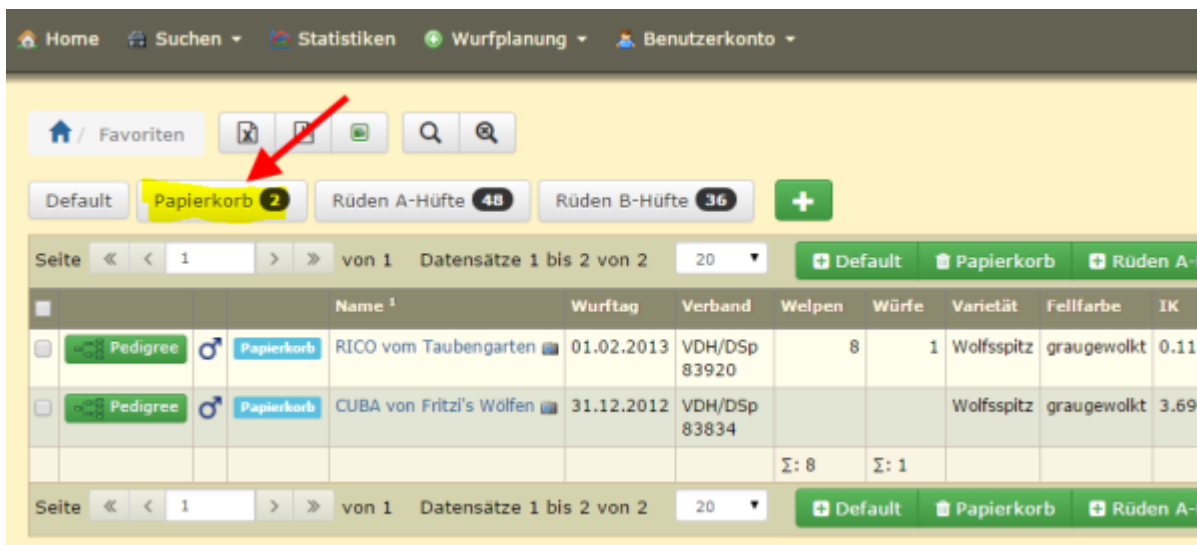 Home Suchen Statistiken Wurfplanung Benutzerkonto
/ Favoriten
Default Papierkorb 2 Rüden A-Hüfte 48 Rüden B-Hüfte 36
Seite 1 von 1 Datensätze 1 bis 2 von 2 20 Default Papierkorb Rüden A-
Name 1 Wurftag Verband Welpen Würfe Varietät Fellfarbe IK
Pedigree Papierkorb RICO vom Taubengarten 01.02.2013 VDH/DSp 8 1 Wolfsspitz graugewolkt 0.11
83920
Pedigree Papierkorb CUBA von Fritzi's Wölfen 31.12.2012 VDH/DSp Wolfsspitz graugewolkt 3.69
83834
Σ: 8 Σ: 1
Seite 1 von 1 Datensätze 1 bis 2 von 2 20 Default Papierkorb Rüden A-